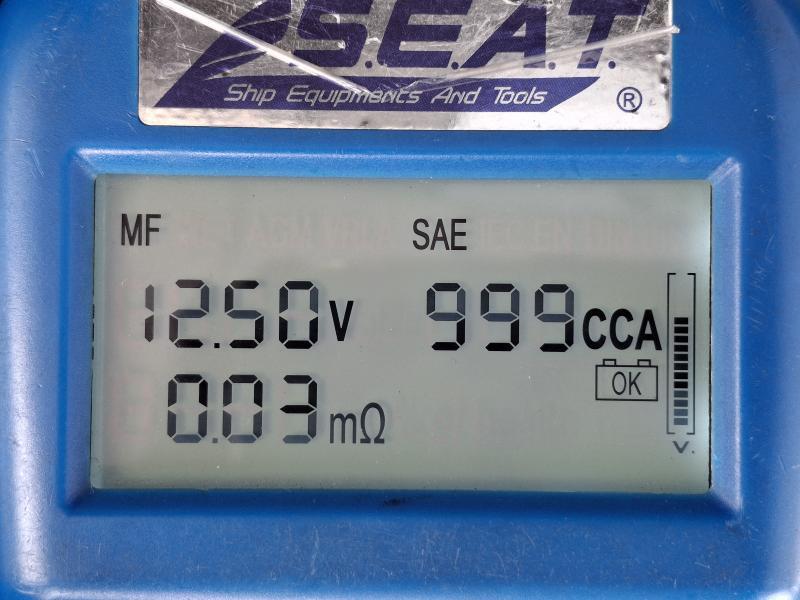 S.E.A.T.
Ship Equipments And Tools ®
MF SAE
12.50 V 999 CCA
OK
0.03 mΩ
V.